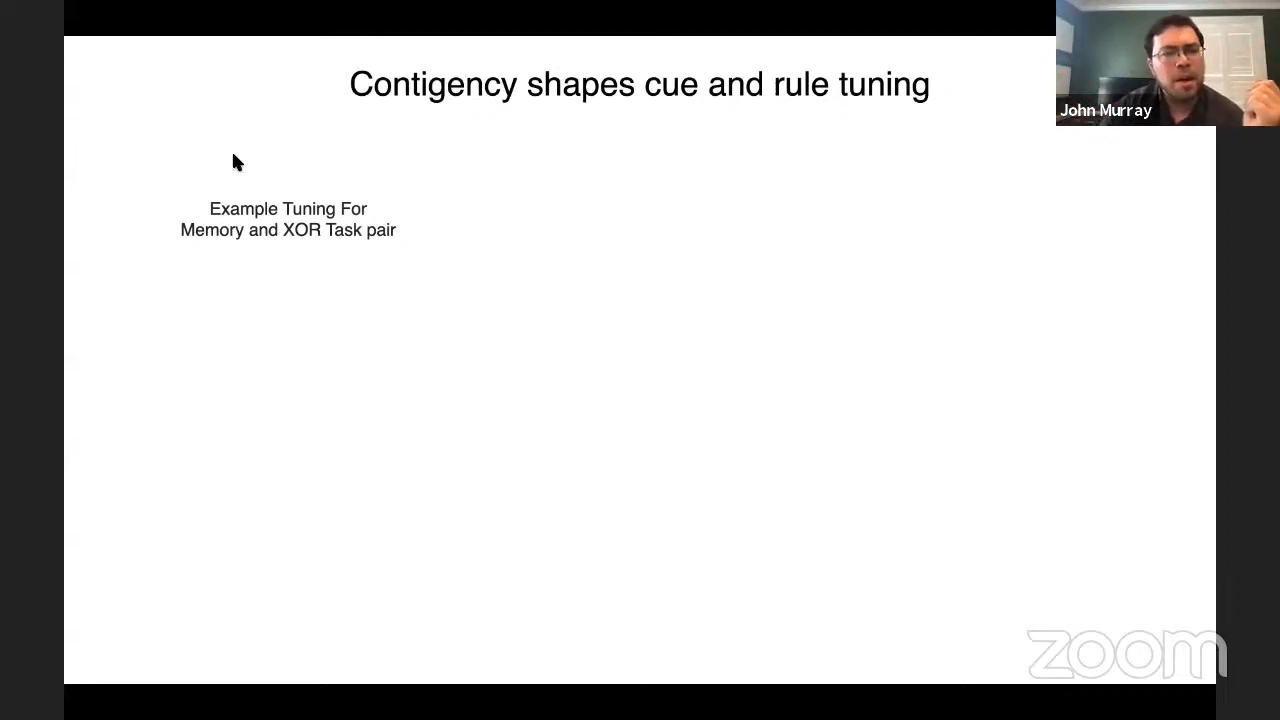 Contigency shapes cue and rule tuning
John Murray
Example Tuning For
Memory and XOR Task pair
zoom